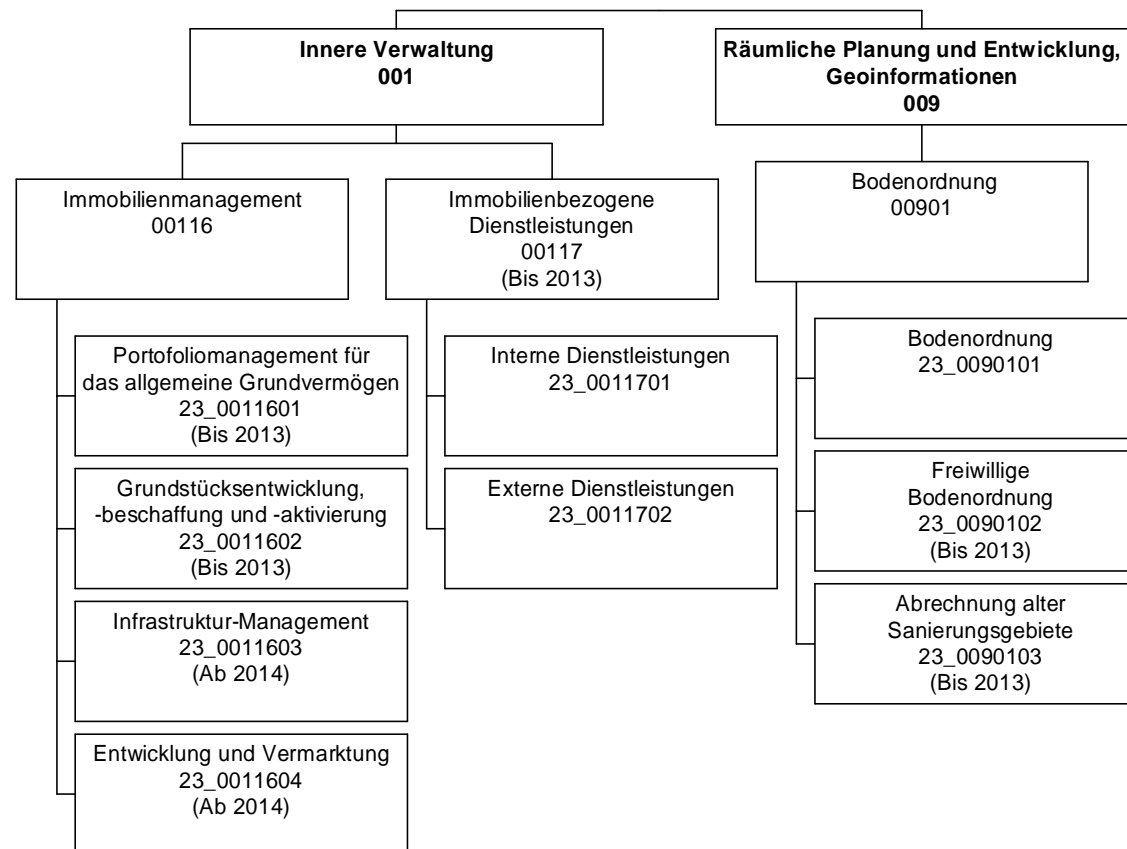 Innere Verwaltung
001
Räumliche Planung und Entwicklung,
Geoinformationen
009
Immobilienmanagement
00116
Immobilienbezogene
Dienstleistungen
00117
(Bis 2013)
Bodenordnung
00901
Portofoliomanagement für
das allgemeine Grundvermögen
23_0011601
(Bis 2013)
Grundstücksentwicklung,
-beschaffung und -aktivierung
23_0011602
(Bis 2013)
Infrastruktur-Management
23_0011603
(Ab 2014)
Entwicklung und Vermarktung
23_0011604
(Ab 2014)
Interne Dienstleistungen
23_0011701
Externe Dienstleistungen
23_0011702
Bodenordnung
23_0090101
Freiwillige
Bodenordnung
23_0090102
(Bis 2013)
Abrechnung alter
Sanierungsgebiete
23_0090103
(Bis 2013)